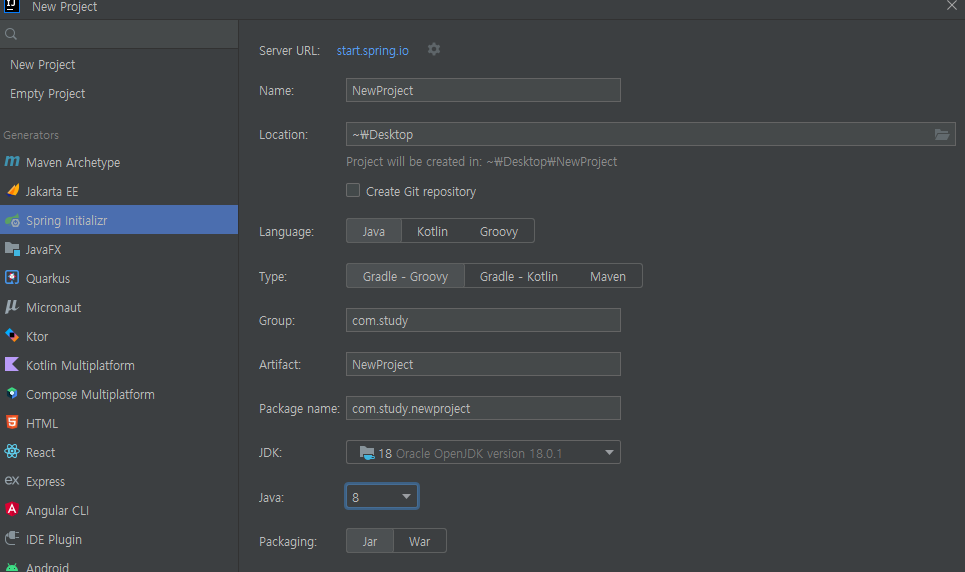 IJ New Project
New Project
Empty Project
Generators
Maven Archetype
Jakarta EE
Spring Initializr
JavaFX
Quarkus
Micronaut
Ktor
Kotlin Multiplatform
Compose Multiplatform
HTML
React
Express
Angular CLI
IDE Plugin
Android
Server URL: start.spring.io
Name: NewProject
Location: ~₩Desktop
Project will be created in: ~₩Desktop₩NewProject
Create Git repository
Language: Java Kotlin Groovy
Type: Gradle - Groovy Gradle - Kotlin Maven
Group: com.study
Artifact: NewProject
Package name: com.study.newproject
JDK: 18 Oracle OpenJDK version 18.0.1
Java: 8
Packaging: Jar War